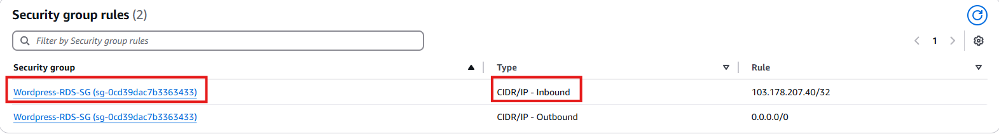 Security group rules (2)
Filter by Security group rules
1
Security group Type Rule
Wordpress-RDS-SG (sg-0cd39dac7b3363433) CIDR/IP - Inbound 103.178.207.40/32
Wordpress-RDS-SG (sg-0cd39dac7b3363433) CIDR/IP - Outbound 0.0.0.0/0